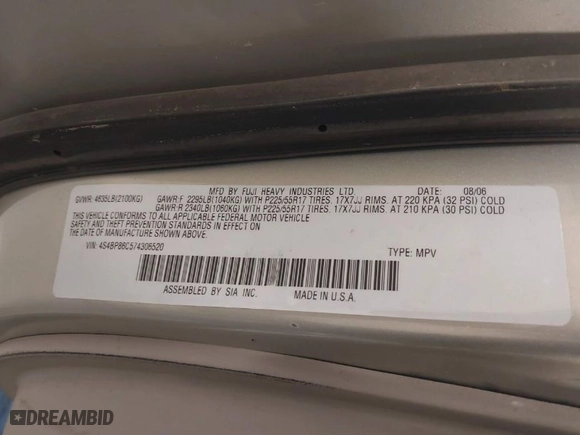 MFD BY FUJI HEAVY INDUSTRIES LTD. DATE: 08/06
GVWR: 4635LB(2100KG) GAWR:F 2295LB(1040KG) WITH P225/55R17 TIRES. 17X7JJ RIMS. AT 220 KPA (32 PSI) COLD
GAWR:R 2340LB(1060KG) WITH P225/55R17 TIRES. 17X7JJ RIMS. AT 210 KPA (30 PSI) COLD
THIS VEHICLE CONFORMS TO ALL APPLICABLE FEDERAL MOTOR VEHICLE
SAFETY AND THEFT PREVENTION STANDARDS IN EFFECT ON
THE DATE OF MANUFACTURE SHOWN ABOVE.
VIN: 4S4BP86C574306520 TYPE: MPV
ASSEMBLED BY SIA INC. MADE IN U.S.A.
DREAMBID